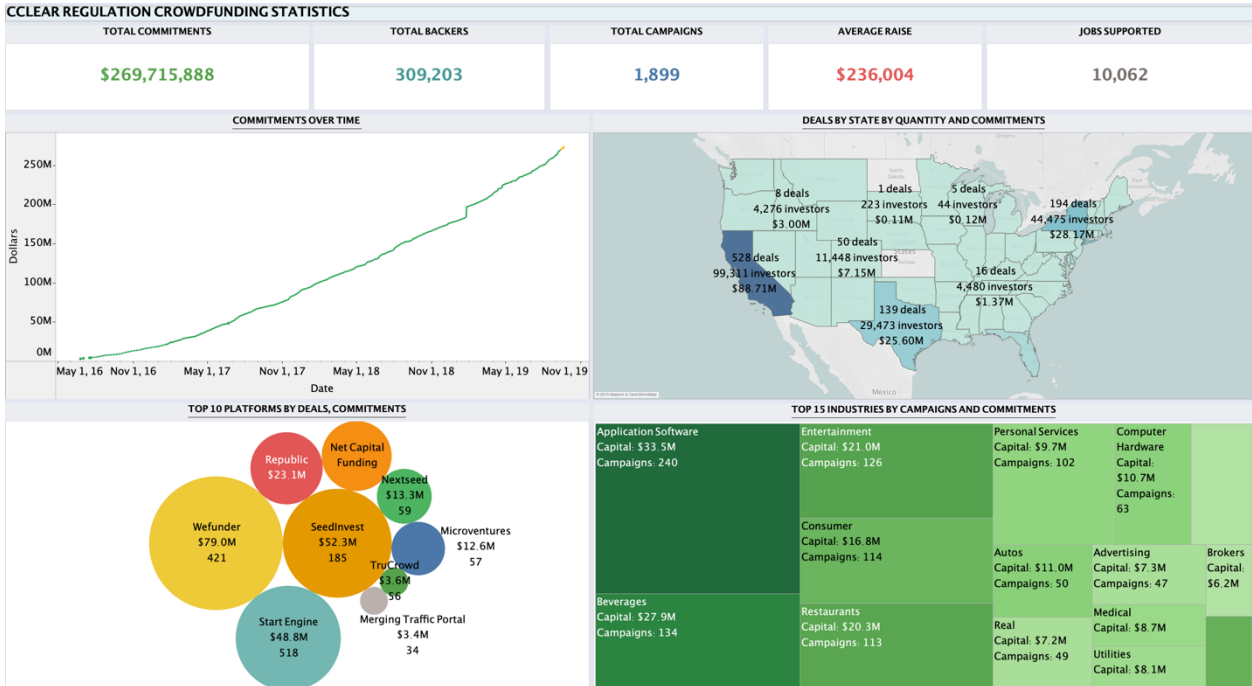 CCLEAR REGULATION CROWDFUNDING STATISTICS
TOTAL COMMITMENTS
$269,715,888
TOTAL BACKERS
309,203
TOTAL CAMPAIGNS
1,899
AVERAGE RAISE
$236,004
JOBS SUPPORTED
10,062
COMMITMENTS OVER TIME
Dollars
250M
200M
150M
100M
50M
0M
May 1, 16
Nov 1, 16
May 1, 17
Nov 1, 17
May 1, 18
Nov 1, 18
May 1, 19
Nov 1, 19
Date
DEALS BY STATE BY QUANTITY AND COMMITMENTS
8 deals
4,276 investors
$3.00M
1 deals
223 investors
$0.11M
5 deals
44 investors
$0.12M
194 deals
44,475 investors
$28.17M
528 deals
99,311 investors
$88.71M
50 deals
11,448 investors
$7.15M
16 deals
4,480 investors
$1.37M
139 deals
29,473 investors
$25.60M
North
Dakota
States
Mexico
TOP 10 PLATFORMS BY DEALS, COMMITMENTS
Republic
$23.1M
Net Capital
Funding
Nextseed
$13.3M
59
Wefunder
$79.0M
421
SeedInvest
$52.3M
185
Microventures
$12.6M
57
TruCrowd
$3.6M
56
Merging Traffic Portal
$3.4M
34
Start Engine
$48.8M
518
TOP 15 INDUSTRIES BY CAMPAIGNS AND COMMITMENTS
Application Software
Capital: $33.5M
Campaigns: 240
Beverages
Capital: $27.9M
Campaigns: 134
Entertainment
Capital: $21.0M
Campaigns: 126
Consumer
Capital: $16.8M
Campaigns: 114
Restaurants
Capital: $20.3M
Campaigns: 113
Personal Services
Capital: $9.7M
Campaigns: 102
Computer
Hardware
Capital:
$10.7M
Campaigns:
63
Autos
Capital: $11.0M
Campaigns: 50
Advertising
Capital: $7.3M
Campaigns: 47
Brokers
Capital:
$6.2M
Real
Capital: $7.2M
Campaigns: 49
Medical
Capital: $8.7M
Utilities
Capital: $8.1M